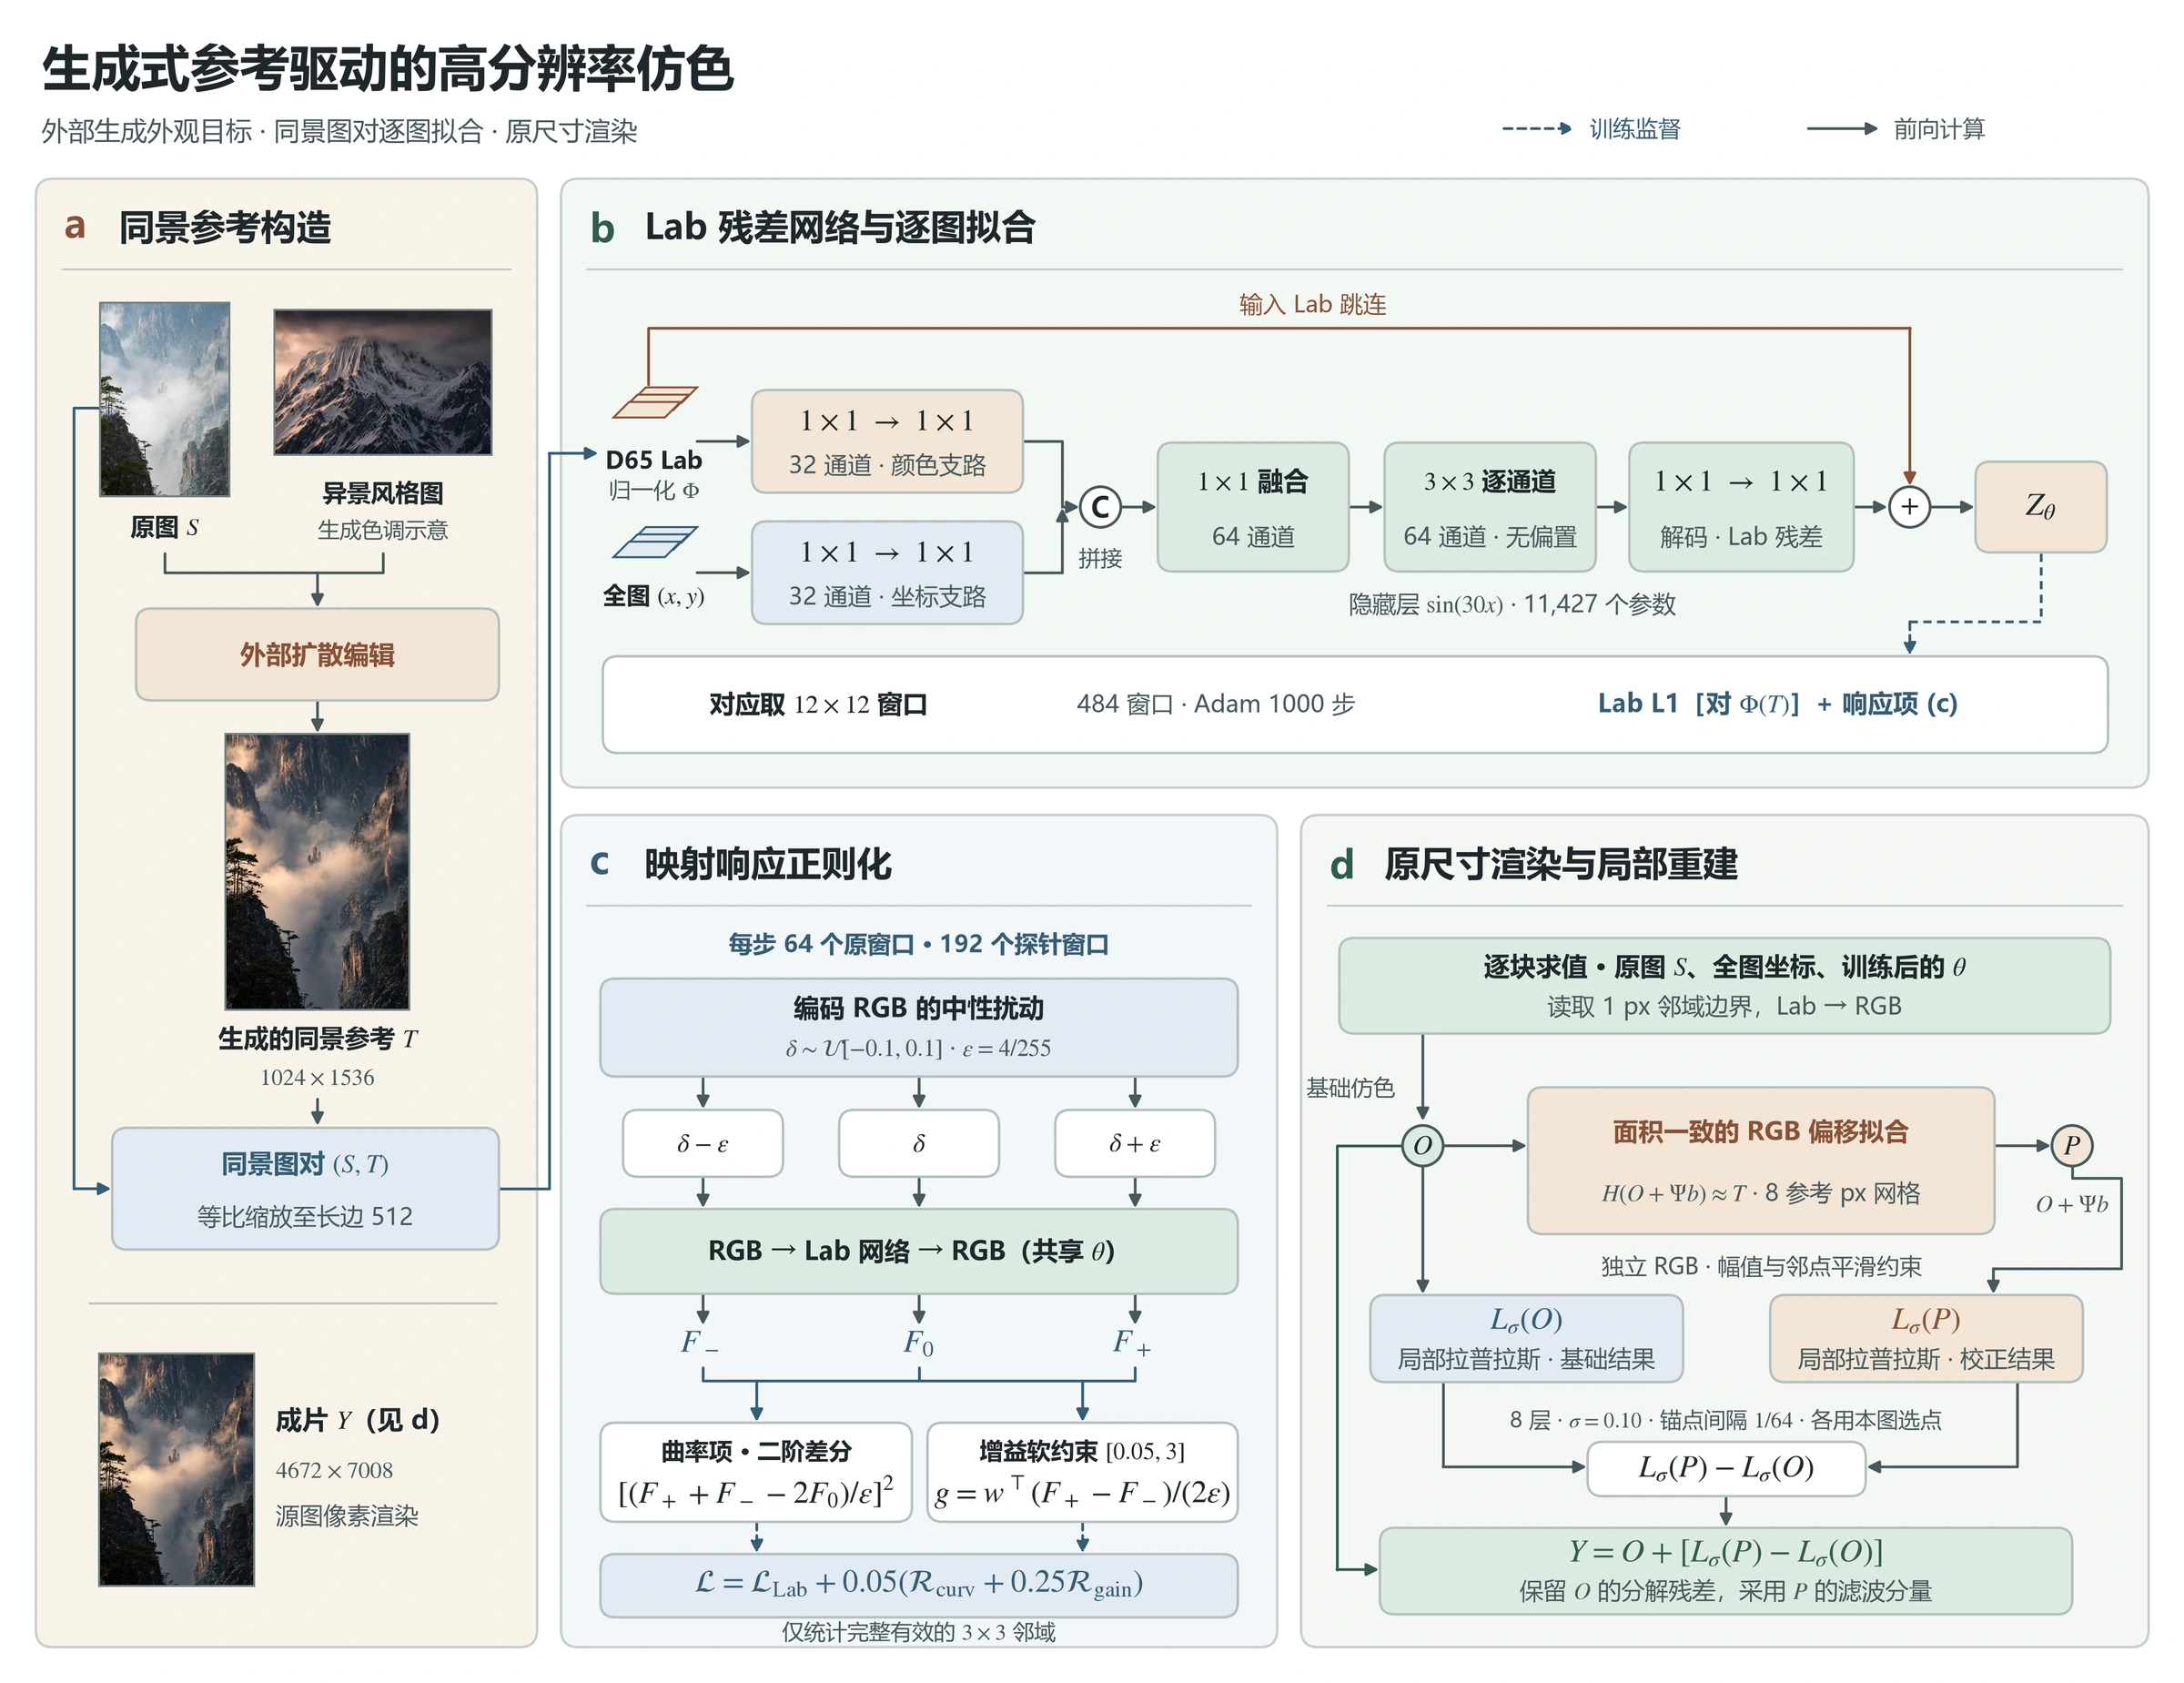 生成式参考驱动的高分辨率仿色
外部生成外观目标 · 同景图对逐图拟合 · 原尺寸渲染
训练监督
前向计算
a 同景参考构造
原图 S
异景风格图
生成色调示意
外部扩散编辑
生成的同景参考 T
1024 × 1536
同景图对 (S, T)
等比缩放至长边 512
成片 Y（见 d）
4672 × 7008
源图像素渲染
b Lab 残差网络与逐图拟合
输入 Lab 跳连
D65 Lab
归一化 Φ
全图 (x, y)
1 × 1 → 1 × 1
32 通道 · 颜色支路
1 × 1 → 1 × 1
32 通道 · 坐标支路
C
拼接
1 × 1 融合
64 通道
3 × 3 逐通道
64 通道 · 无偏置
1 × 1 → 1 × 1
解码 · Lab 残差
+
Zθ
隐藏层 sin(30x) · 11,427 个参数
对应取 12 × 12 窗口
484 窗口 · Adam 1000 步
Lab L1［对 Φ(T)］+ 响应项 (c)
c 映射响应正则化
每步 64 个原窗口 • 192 个探针窗口
编码 RGB 的中性扰动
δ ~ 𝒰[−0.1, 0.1] · ε = 4/255
δ − ε
δ
δ + ε
RGB → Lab 网络 → RGB（共享 θ）
F₋
F₀
F₊
曲率项 • 二阶差分
[(F₊ + F₋ − 2F₀)/ε]²
增益软约束 [0.05, 3]
g = w⊤(F₊ − F₋)/(2ε)
ℒ = ℒLab + 0.05(ℛcurv + 0.25ℛgain)
仅统计完整有效的 3 × 3 邻域
d 原尺寸渲染与局部重建
逐块求值 • 原图 S、全图坐标、训练后的 θ
读取 1 px 邻域边界，Lab → RGB
基础仿色
O
面积一致的 RGB 偏移拟合
H(O + Ψb) ≈ T · 8 参考 px 网格
P
O + Ψb
独立 RGB · 幅值与邻点平滑约束
Lσ(O)
局部拉普拉斯 · 基础结果
Lσ(P)
局部拉普拉斯 · 校正结果
8 层 · σ = 0.10 · 锚点间隔 1/64 · 各用本图选点
Lσ(P) − Lσ(O)
Y = O + [Lσ(P) − Lσ(O)]
保留 O 的分解残差，采用 P 的滤波分量